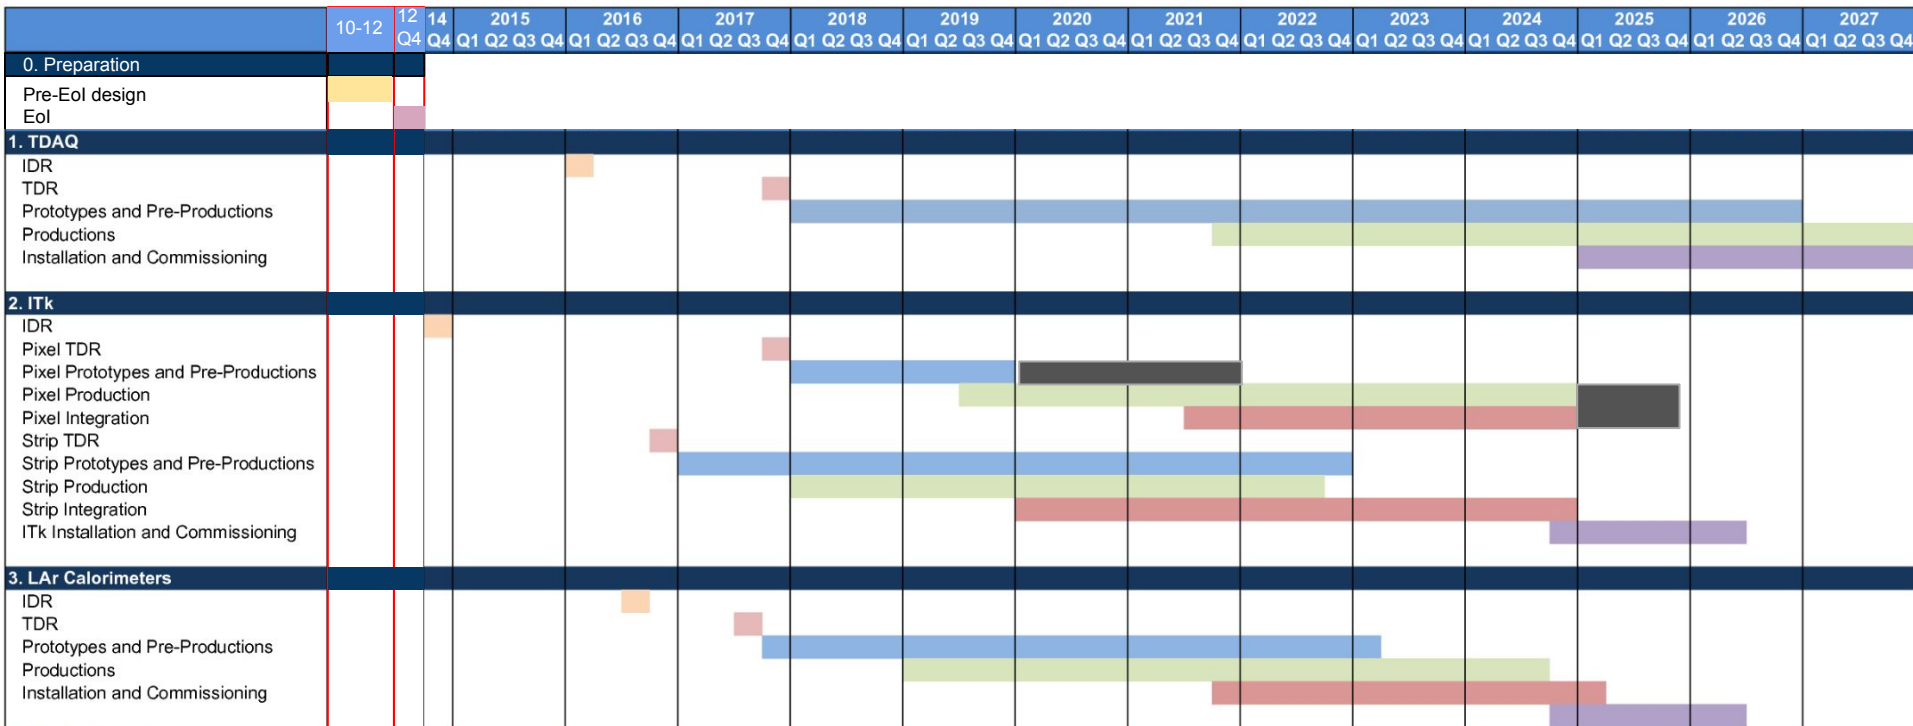 10-12 12 14 2015 2016 2017 2018 2019 2020 2021 2022 2023 2024 2025 2026 2027
Q4 Q4 Q1 Q2 Q3 Q4 Q1 Q2 Q3 Q4 Q1 Q2 Q3 Q4 Q1 Q2 Q3 Q4 Q1 Q2 Q3 Q4 Q1 Q2 Q3 Q4 Q1 Q2 Q3 Q4 Q1 Q2 Q3 Q4 Q1 Q2 Q3 Q4 Q1 Q2 Q3 Q4 Q1 Q2 Q3 Q4 Q1 Q2 Q3 Q4 Q1 Q2 Q3 Q4
0. Preparation
Pre-EoI design
EoI
1. TDAQ
IDR
TDR
Prototypes and Pre-Productions
Productions
Installation and Commissioning
2. ITk
IDR
Pixel TDR
Pixel Prototypes and Pre-Productions
Pixel Production
Pixel Integration
Strip TDR
Strip Prototypes and Pre-Productions
Strip Production
Strip Integration
ITk Installation and Commissioning
3. LAr Calorimeters
IDR
TDR
Prototypes and Pre-Productions
Productions
Installation and Commissioning